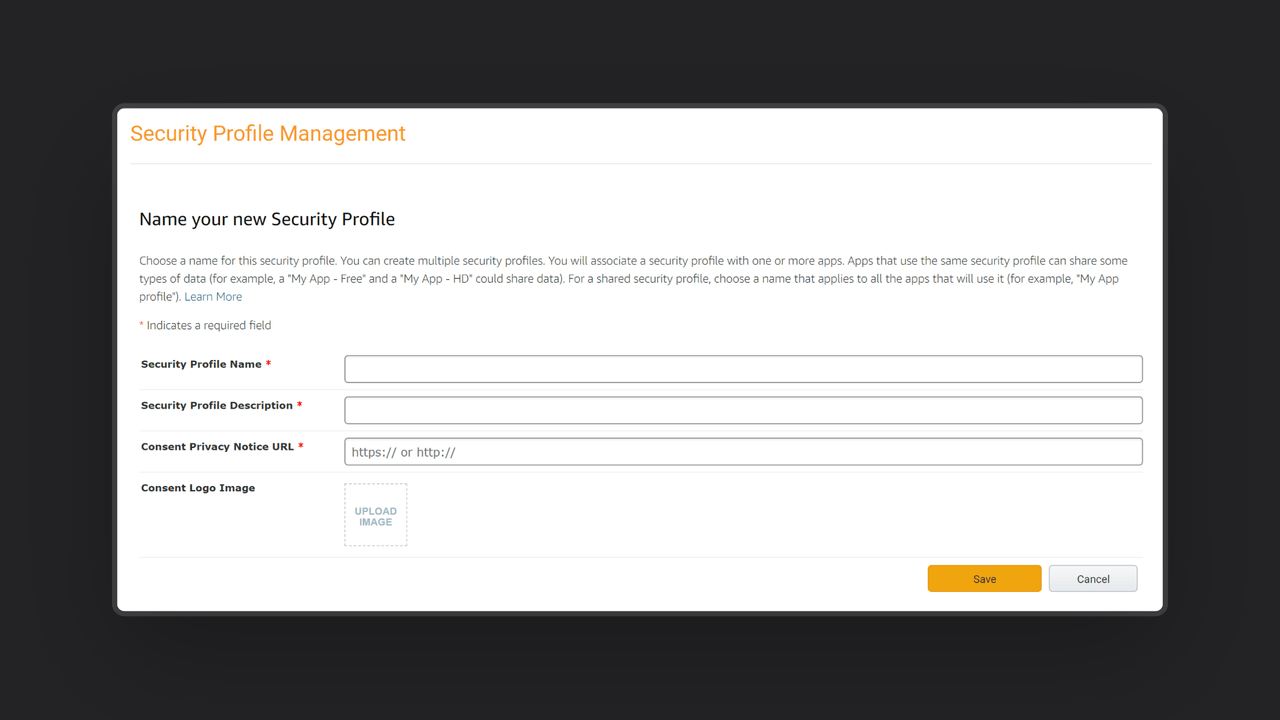 Security Profile Management
Name your new Security Profile
Choose a name for this security profile. You can create multiple security profiles. You will associate a security profile with one or more apps. Apps that use the same security profile can share some
types of data (for example, a "My App - Free" and a "My App - HD" could share data). For a shared security profile, choose a name that applies to all the apps that will use it (for example, "My App
profile"). Learn More
* Indicates a required field
Security Profile Name *
Security Profile Description *
Consent Privacy Notice URL *
https:// or http://
Consent Logo Image
UPLOAD
IMAGE
Save Cancel